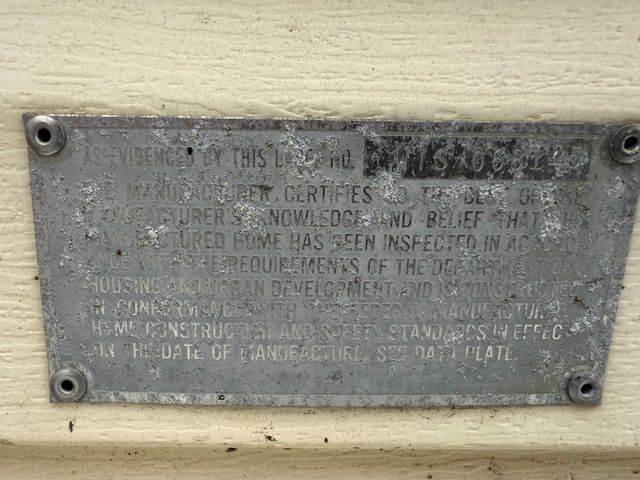 AS EVIDENCED BY THIS LABEL NO.
THE MANUFACTURER CERTIFIES TO THE BEST OF THE
MANUFACTURER'S KNOWLEDGE AND BELIEF THAT THIS
MANUFACTURED HOME HAS BEEN INSPECTED IN ACCORD-
ANCE WITH THE REQUIREMENTS OF THE DEPARTMENT OF
HOUSING AND URBAN DEVELOPMENT AND IS CONSTRUCTED
IN CONFORMANCE WITH THE FEDERAL MANUFACTURED
HOME CONSTRUCTION AND SAFETY STANDARDS IN EFFECT
ON THE DATE OF MANUFACTURE. SEE DATA PLATE.